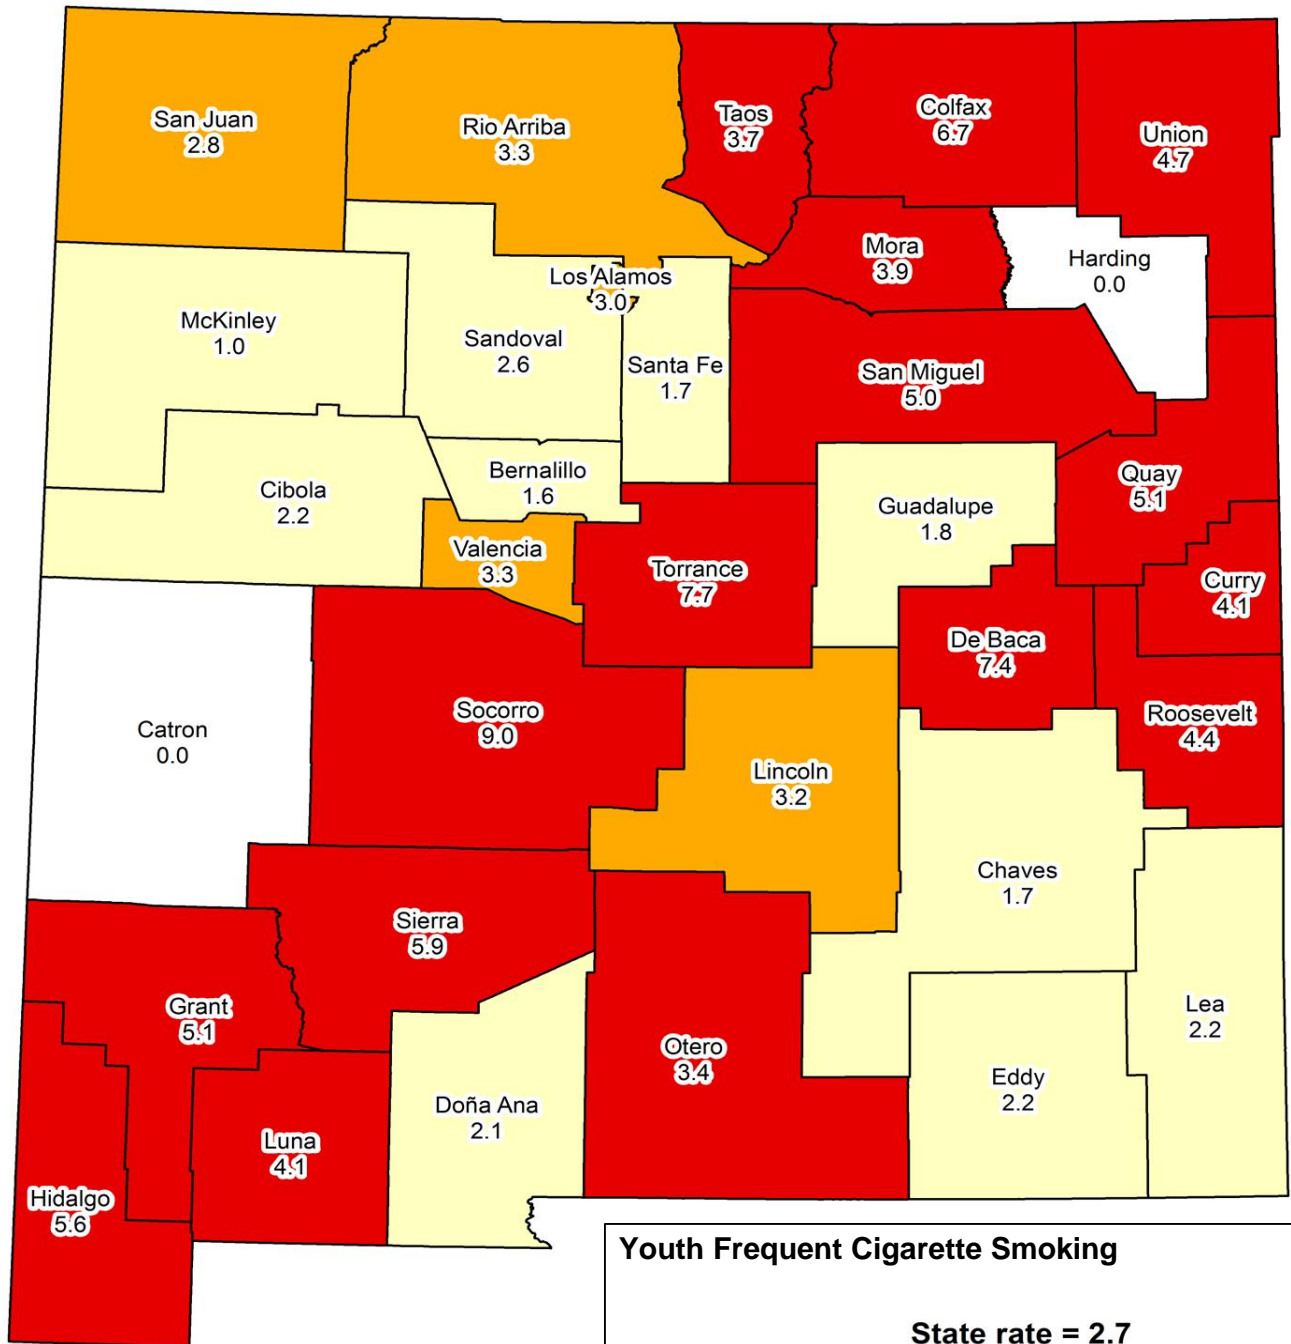 San Juan
2.8
Rio Arriba
3.3
Taos
3.7
Colfax
6.7
Union
4.7
Mora
3.9
Harding
0.0
Los Alamos
3.0
McKinley
1.0
Sandoval
2.6
Santa Fe
1.7
San Miguel
5.0
Bernalillo
1.6
Cibola
2.2
Guadalupe
1.8
Quay
5.1
Valencia
3.3
Torrance
7.7
Curry
4.1
De Baca
7.4
Catron
0.0
Socorro
9.0
Roosevelt
4.4
Lincoln
3.2
Chaves
1.7
Sierra
5.9
Grant
5.1
Lea
2.2
Otero
3.4
Eddy
2.2
Doña Ana
2.1
Luna
4.1
Hidalgo
5.6
Youth Frequent Cigarette Smoking
State rate = 2.7